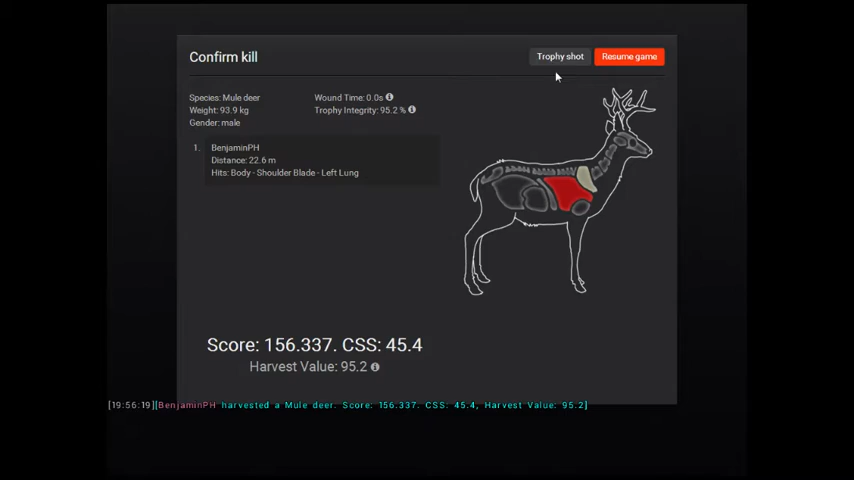 Confirm kill
Trophy shot
Resume game
Species: Mule deer
Weight: 93.9 kg
Gender: male
Wound Time: 0.0s
Trophy Integrity: 95.2 %
1.
BenjaminPH
Distance: 22.6 m
Hits: Body - Shoulder Blade - Left Lung
Score: 156.337. CSS: 45.4
Harvest Value: 95.2
[19:56:19][BenjaminPH harvested a Mule deer. Score: 156.337. CSS: 45.4, Harvest Value: 95.2]